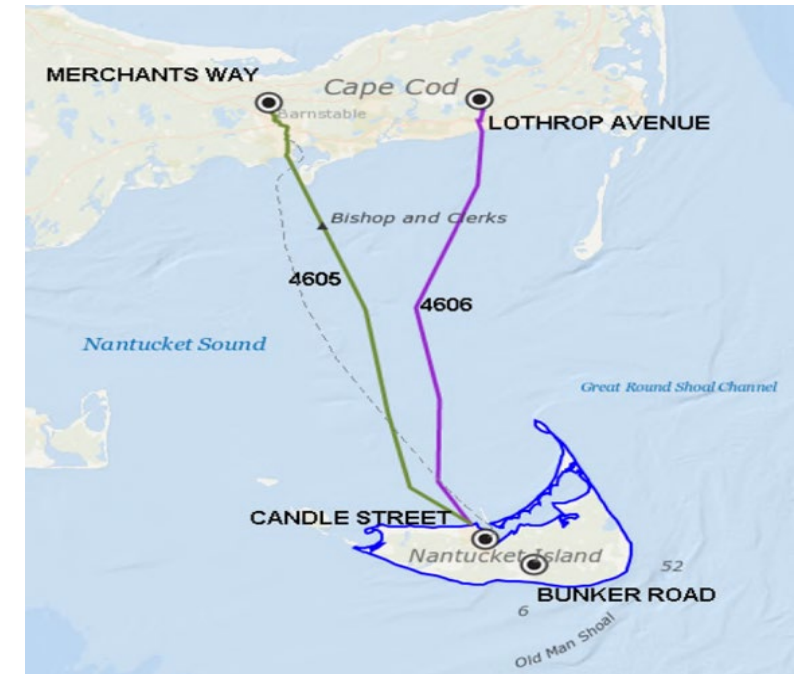 MERCHANTS WAY
Cape Cod
Barnstable
LOTHROP AVENUE
Bishop and Clerks
4605
4606
Nantucket Sound
Great Round Shoal Channel
CANDLE STREET
Nantucket Island
52
BUNKER ROAD
6
Old Man Shoal